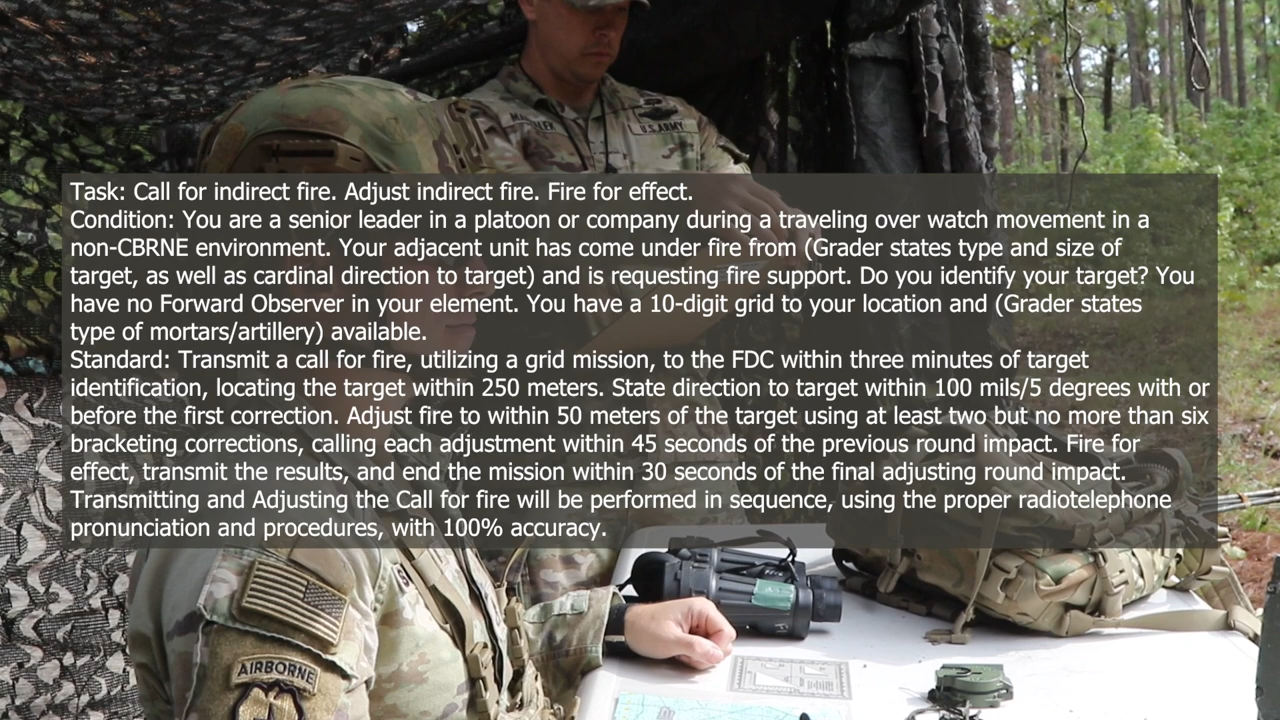 Task: Call for indirect fire. Adjust indirect fire. Fire for effect.
Condition: You are a senior leader in a platoon or company during a traveling over watch movement in a
non-CBRNE environment. Your adjacent unit has come under fire from (Grader states type and size of
target, as well as cardinal direction to target) and is requesting fire support. Do you identify your target? You
have no Forward Observer in your element. You have a 10-digit grid to your location and (Grader states
type of mortars/artillery) available.
Standard: Transmit a call for fire, utilizing a grid mission, to the FDC within three minutes of target
identification, locating the target within 250 meters. State direction to target within 100 mils/5 degrees with or
before the first correction. Adjust fire to within 50 meters of the target using at least two but no more than six
bracketing corrections, calling each adjustment within 45 seconds of the previous round impact. Fire for
effect, transmit the results, and end the mission within 30 seconds of the final adjusting round impact.
Transmitting and Adjusting the Call for fire will be performed in sequence, using the proper radiotelephone
pronunciation and procedures, with 100% accuracy.
U.S. ARMY
AIRBORNE